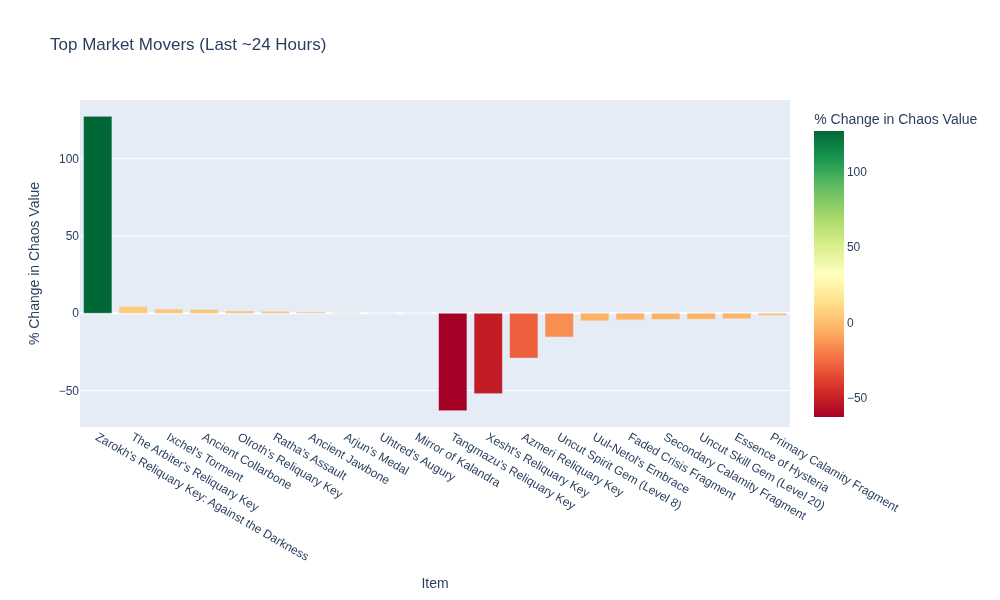 Top Market Movers (Last ~24 Hours)
% Change in Chaos Value
100
50
0
−50
% Change in Chaos Value
100
50
0
−50
Zarokh's Reliquary Key: Against the Darkness
The Arbiter's Reliquary Key
Ixchel's Torment
Ancient Collarbone
Olroth's Reliquary Key
Ratha's Assault
Ancient Jawbone
Arjun's Medal
Uhtred's Augury
Mirror of Kalandra
Tangmazu's Reliquary Key
Xesht's Reliquary Key
Azmeri Reliquary Key
Uncut Spirit Gem (Level 8)
Uul-Netol's Embrace
Faded Crisis Fragment
Secondary Calamity Fragment
Uncut Skill Gem (Level 20)
Essence of Hysteria
Primary Calamity Fragment
Item